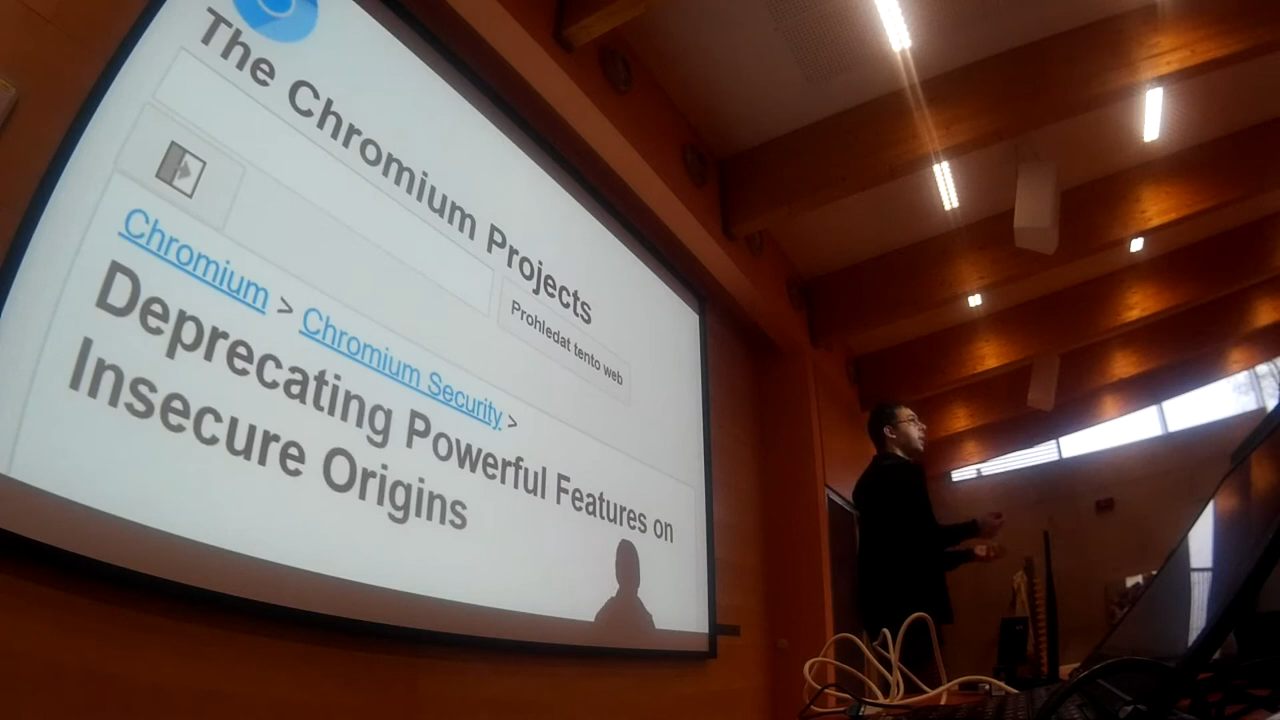 The Chromium Projects
Prohledat tento web
Chromium > Chromium Security >
Deprecating Powerful Features on
Insecure Origins